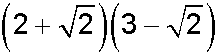 (2 + √2)(3 − √2)